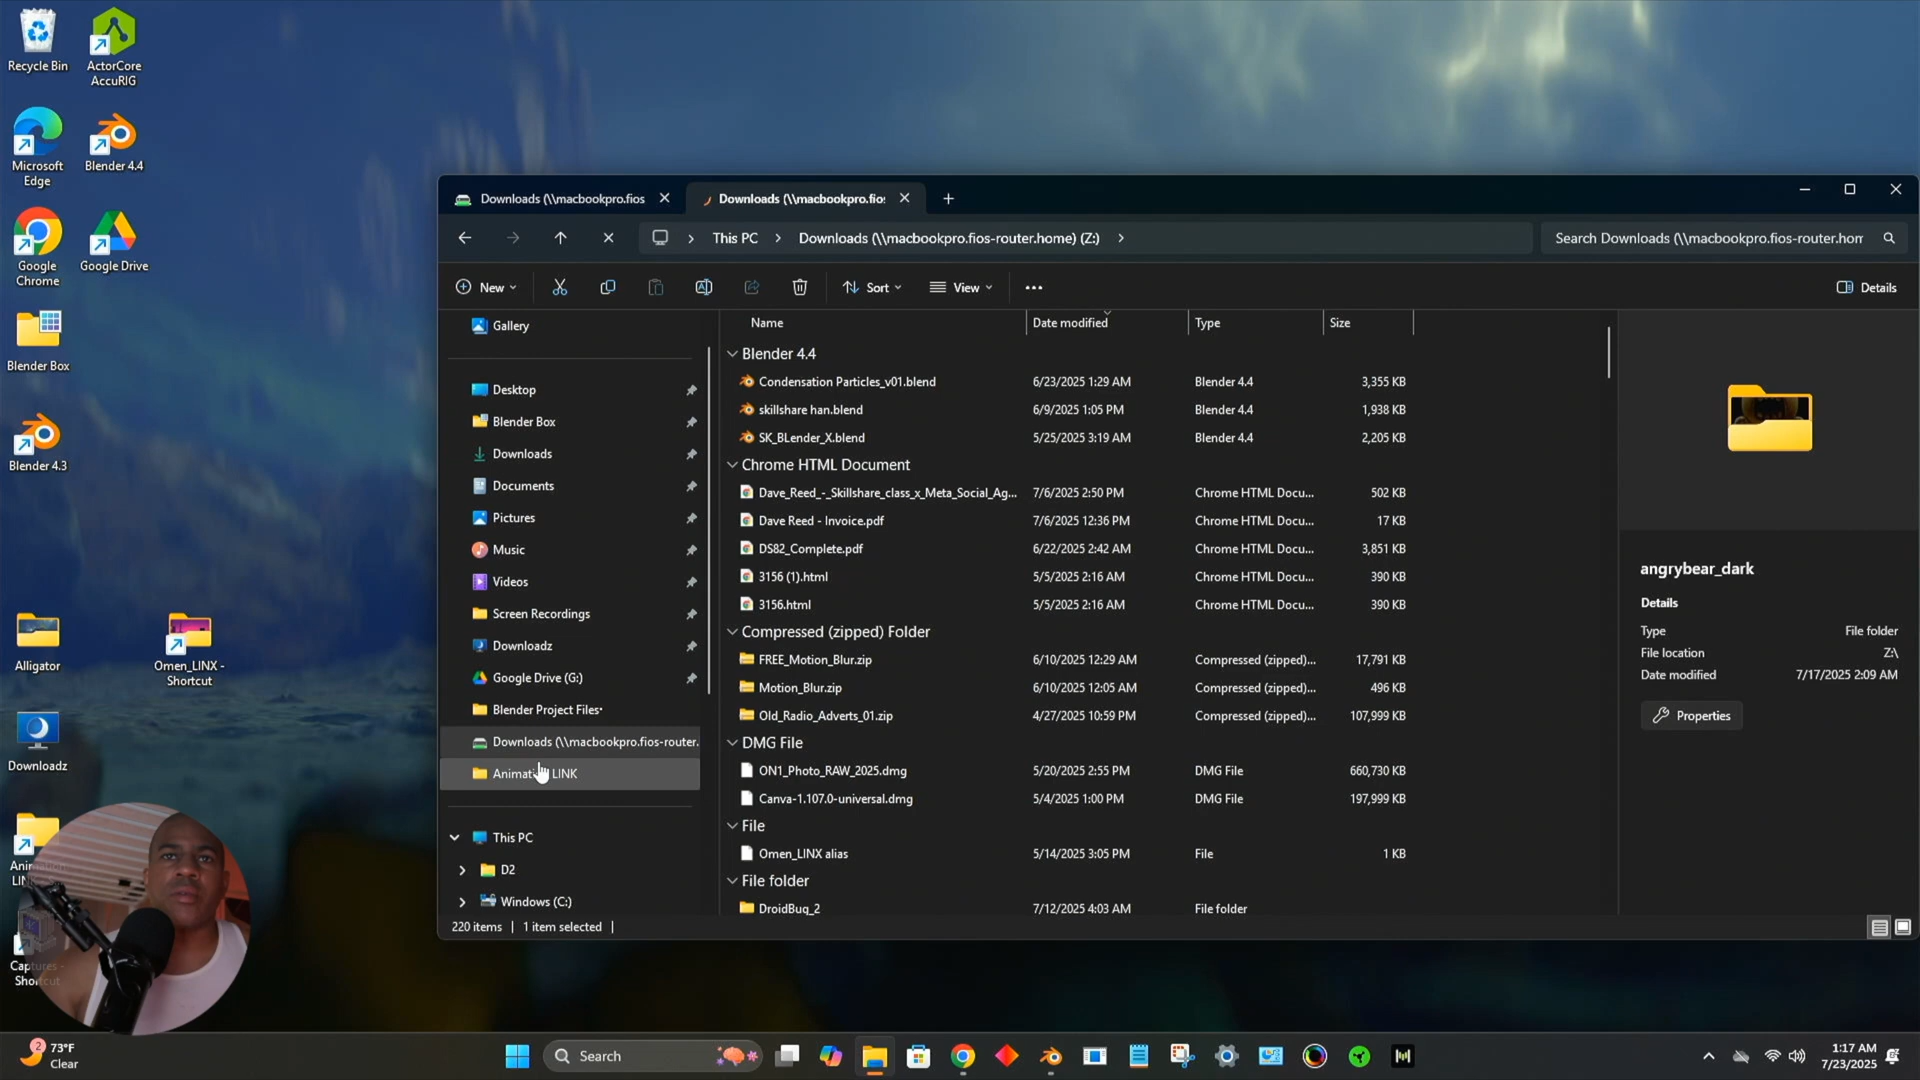 Recycle Bin
ActorCore
AccuRIG
Microsoft
Edge
Blender 4.4
Google
Chrome
Google Drive
Blender Box
Blender 4.3
Alligator
Omen_LINX -
Shortcut
Downloadz
Shortcut
Downloads (\\macbookpro.fios
Downloads (\\macbookpro.fios
This PC
Downloads (\\macbookpro.fios-router.home) (Z:)
Search Downloads (\\macbookpro.fios-router.hom
New
Sort
View
Details
Gallery
Desktop
Blender Box
Downloads
Documents
Pictures
Music
Videos
Screen Recordings
Downloadz
Google Drive (G:)
Blender Project Files
Downloads (\\macbookpro.fios-router.
LINK
This PC
D2
Windows (C:)
Name Date modified Type Size
Blender 4.4
Condensation Particles_v01.blend 6/23/2025 1:29 AM Blender 4.4 3,355 KB
skillshare han.blend 6/9/2025 1:05 PM Blender 4.4 1,938 KB
SK_BLender_X.blend 5/25/2025 3:19 AM Blender 4.4 2,205 KB
Chrome HTML Document
Dave_Reed_-_Skillshare_class_x_Meta_Social_Ag... 7/6/2025 2:50 PM Chrome HTML Docu... 502 KB
Dave Reed - Invoice.pdf 7/6/2025 12:36 PM Chrome HTML Docu... 17 KB
DS82_Complete.pdf 6/22/2025 2:42 AM Chrome HTML Docu... 3,851 KB
3156 (1).html 5/5/2025 2:16 AM Chrome HTML Docu... 390 KB
3156.html 5/5/2025 2:16 AM Chrome HTML Docu... 390 KB
Compressed (zipped) Folder
FREE_Motion_Blur.zip 6/10/2025 12:29 AM Compressed (zipped)... 17,791 KB
Motion_Blur.zip 6/10/2025 12:05 AM Compressed (zipped)... 496 KB
Old_Radio_Adverts_01.zip 4/27/2025 10:59 PM Compressed (zipped)... 107,999 KB
DMG File
ON1_Photo_RAW_2025.dmg 5/20/2025 2:55 PM DMG File 660,730 KB
Canva-1.107.0-universal.dmg 5/4/2025 1:00 PM DMG File 197,999 KB
File
Omen_LINX alias 5/14/2025 3:05 PM File 1 KB
File folder
DroidBug_2 7/12/2025 4:03 AM File folder
angrybear_dark
Details
Type File folder
File location Z:\
Date modified 7/17/2025 2:09 AM
Properties
220 items | 1 item selected |
2
73°F
Clear
Search
1:17 AM
7/23/2025